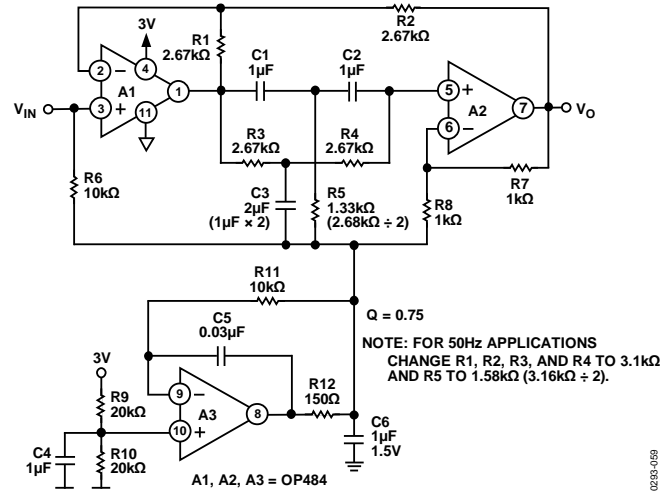 R2
2.67kΩ
3V
R1
2.67kΩ
C1
1µF
C2
1µF
2
−
4
A1
1
VIN
3
+
11
5
+
A2
7
VO
6
−
R3
2.67kΩ
R4
2.67kΩ
R6
10kΩ
C3
2µF
(1µF × 2)
R5
1.33kΩ
(2.68kΩ ÷ 2)
R8
1kΩ
R7
1kΩ
R11
10kΩ
C5
0.03µF
Q = 0.75
NOTE: FOR 50Hz APPLICATIONS
CHANGE R1, R2, R3, AND R4 TO 3.1kΩ
AND R5 TO 1.58kΩ (3.16kΩ ÷ 2).
3V
R9
20kΩ
9
−
A3
8
10
+
R12
150Ω
C4
1µF
R10
20kΩ
C6
1µF
1.5V
A1, A2, A3 = OP484
0293-059